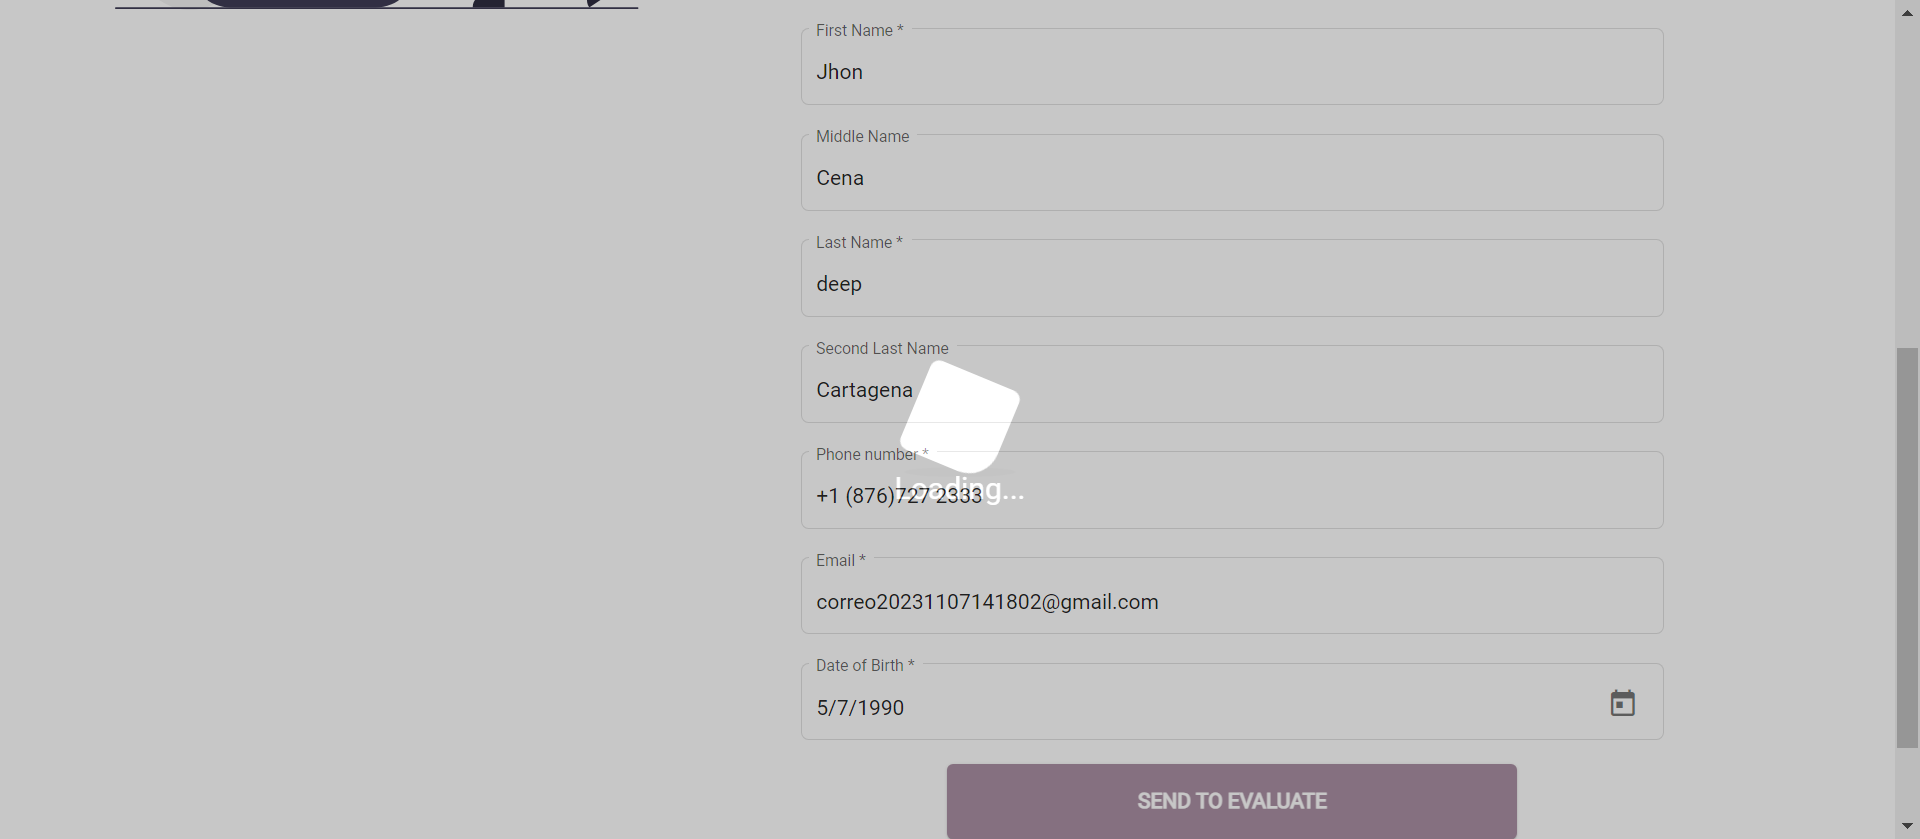 First Name *
Jhon
Middle Name
Cena
Last Name *
deep
Second Last Name
Cartagena
Phone number *
+1 (876)727 2333
Loading...
Email *
correo20231107141802@gmail.com
Date of Birth *
5/7/1990
SEND TO EVALUATE